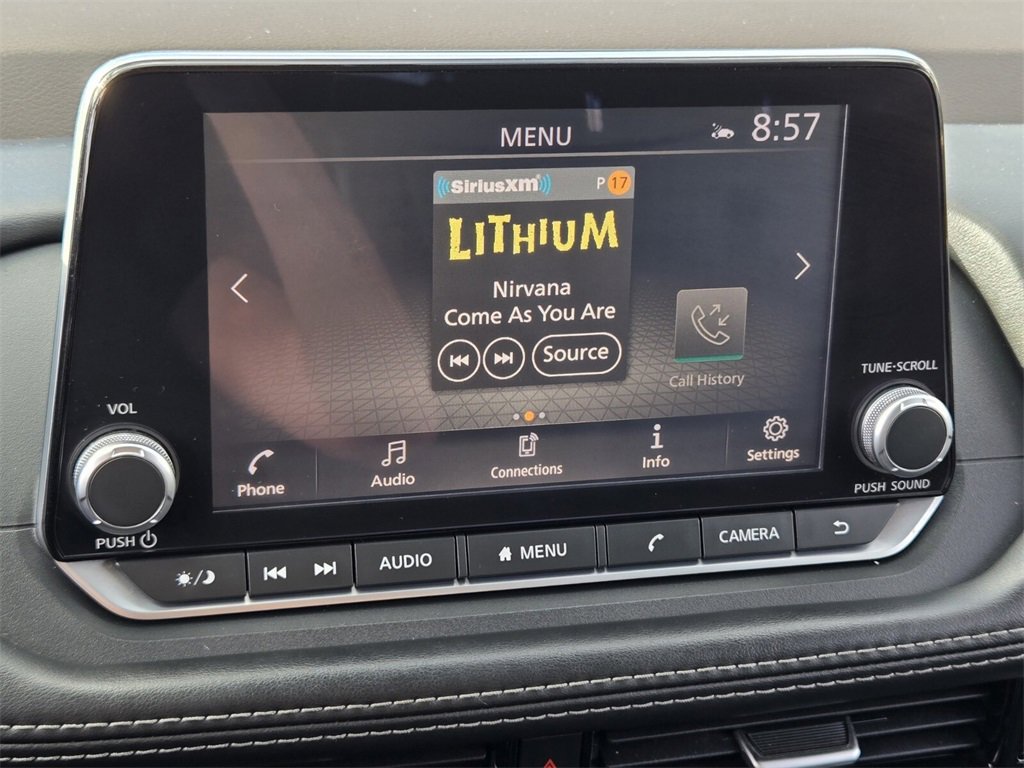 MENU
8:57
SiriusXM P 17
LITHIUM
Nirvana
Come As You Are
Source
Call History
Phone
Audio
Connections
Info
Settings
VOL
PUSH
TUNE·SCROLL
PUSH SOUND
AUDIO
MENU
CAMERA